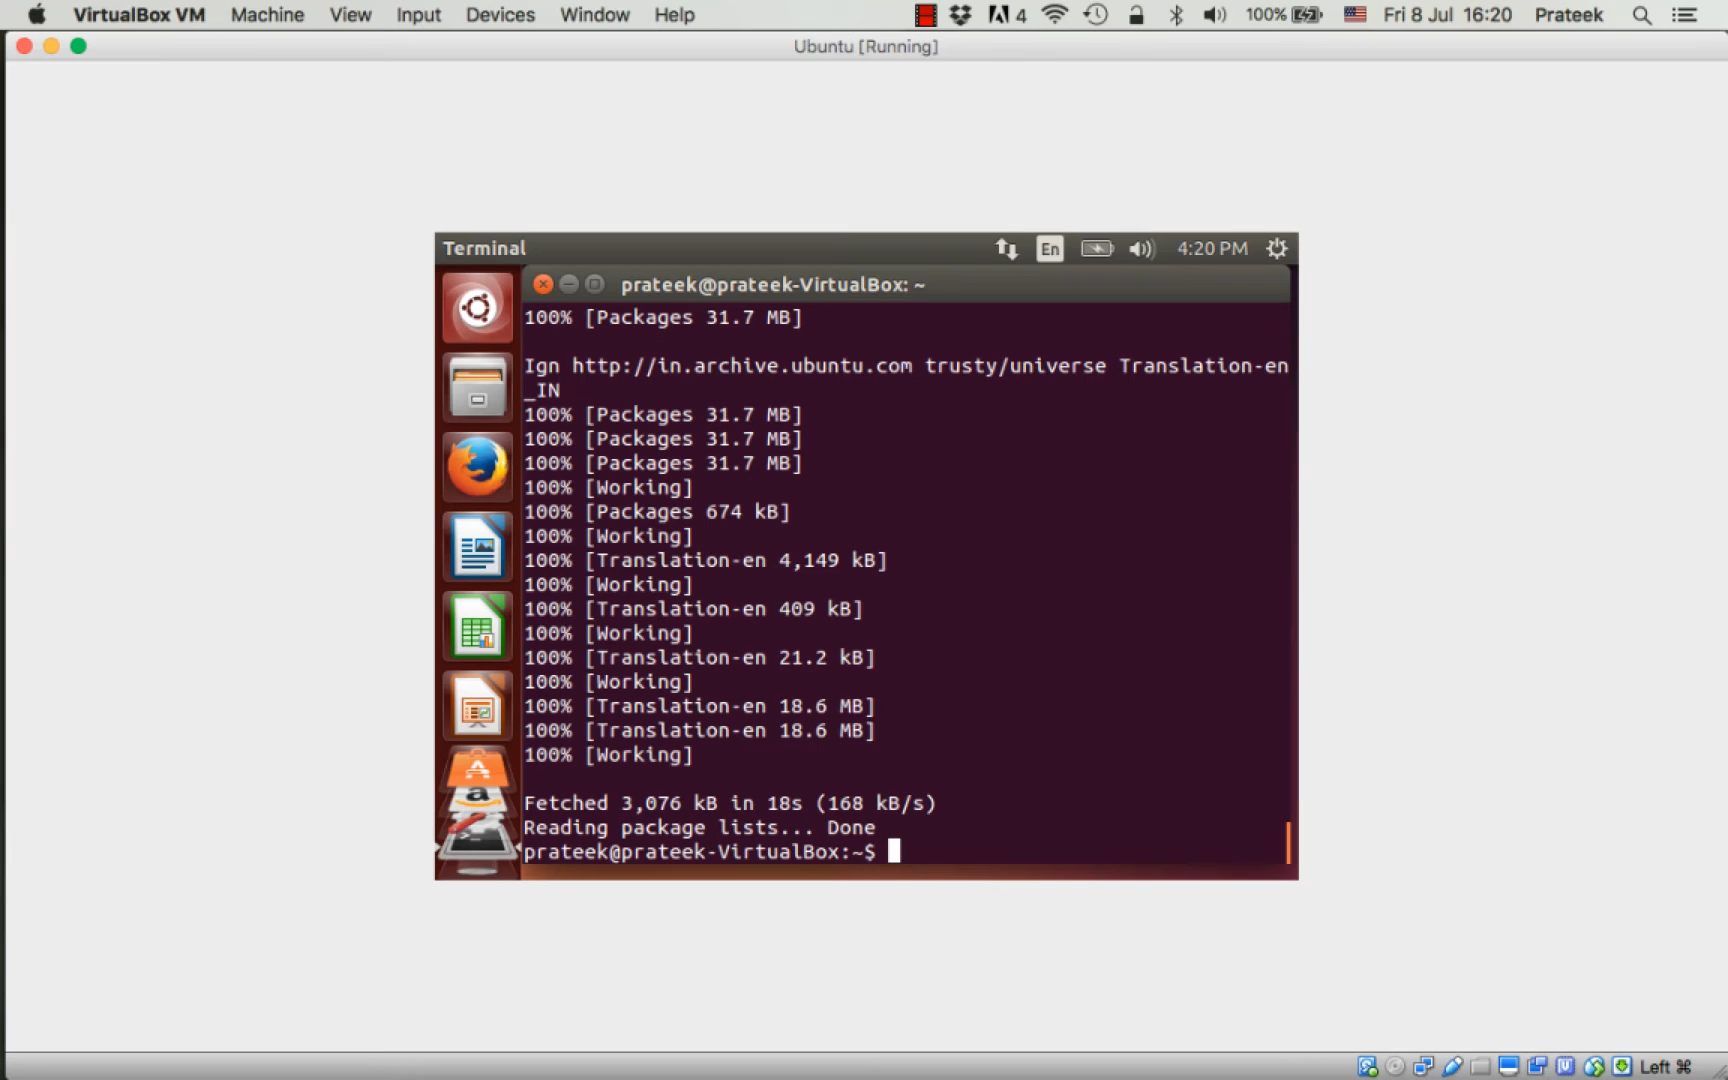 VirtualBox VM Machine View Input Devices Window Help 4 100% Fri 8 Jul 16:20 Prateek
Ubuntu [Running]
Terminal En 4:20 PM
prateek@prateek-VirtualBox: ~
100% [Packages 31.7 MB]
Ign http://in.archive.ubuntu.com trusty/universe Translation-en
_IN
100% [Packages 31.7 MB]
100% [Packages 31.7 MB]
100% [Packages 31.7 MB]
100% [Working]
100% [Packages 674 kB]
100% [Working]
100% [Translation-en 4,149 kB]
100% [Working]
100% [Translation-en 409 kB]
100% [Working]
100% [Translation-en 21.2 kB]
100% [Working]
100% [Translation-en 18.6 MB]
100% [Translation-en 18.6 MB]
100% [Working]
Fetched 3,076 kB in 18s (168 kB/s)
Reading package lists... Done
prateek@prateek-VirtualBox:~$
Left ⌘